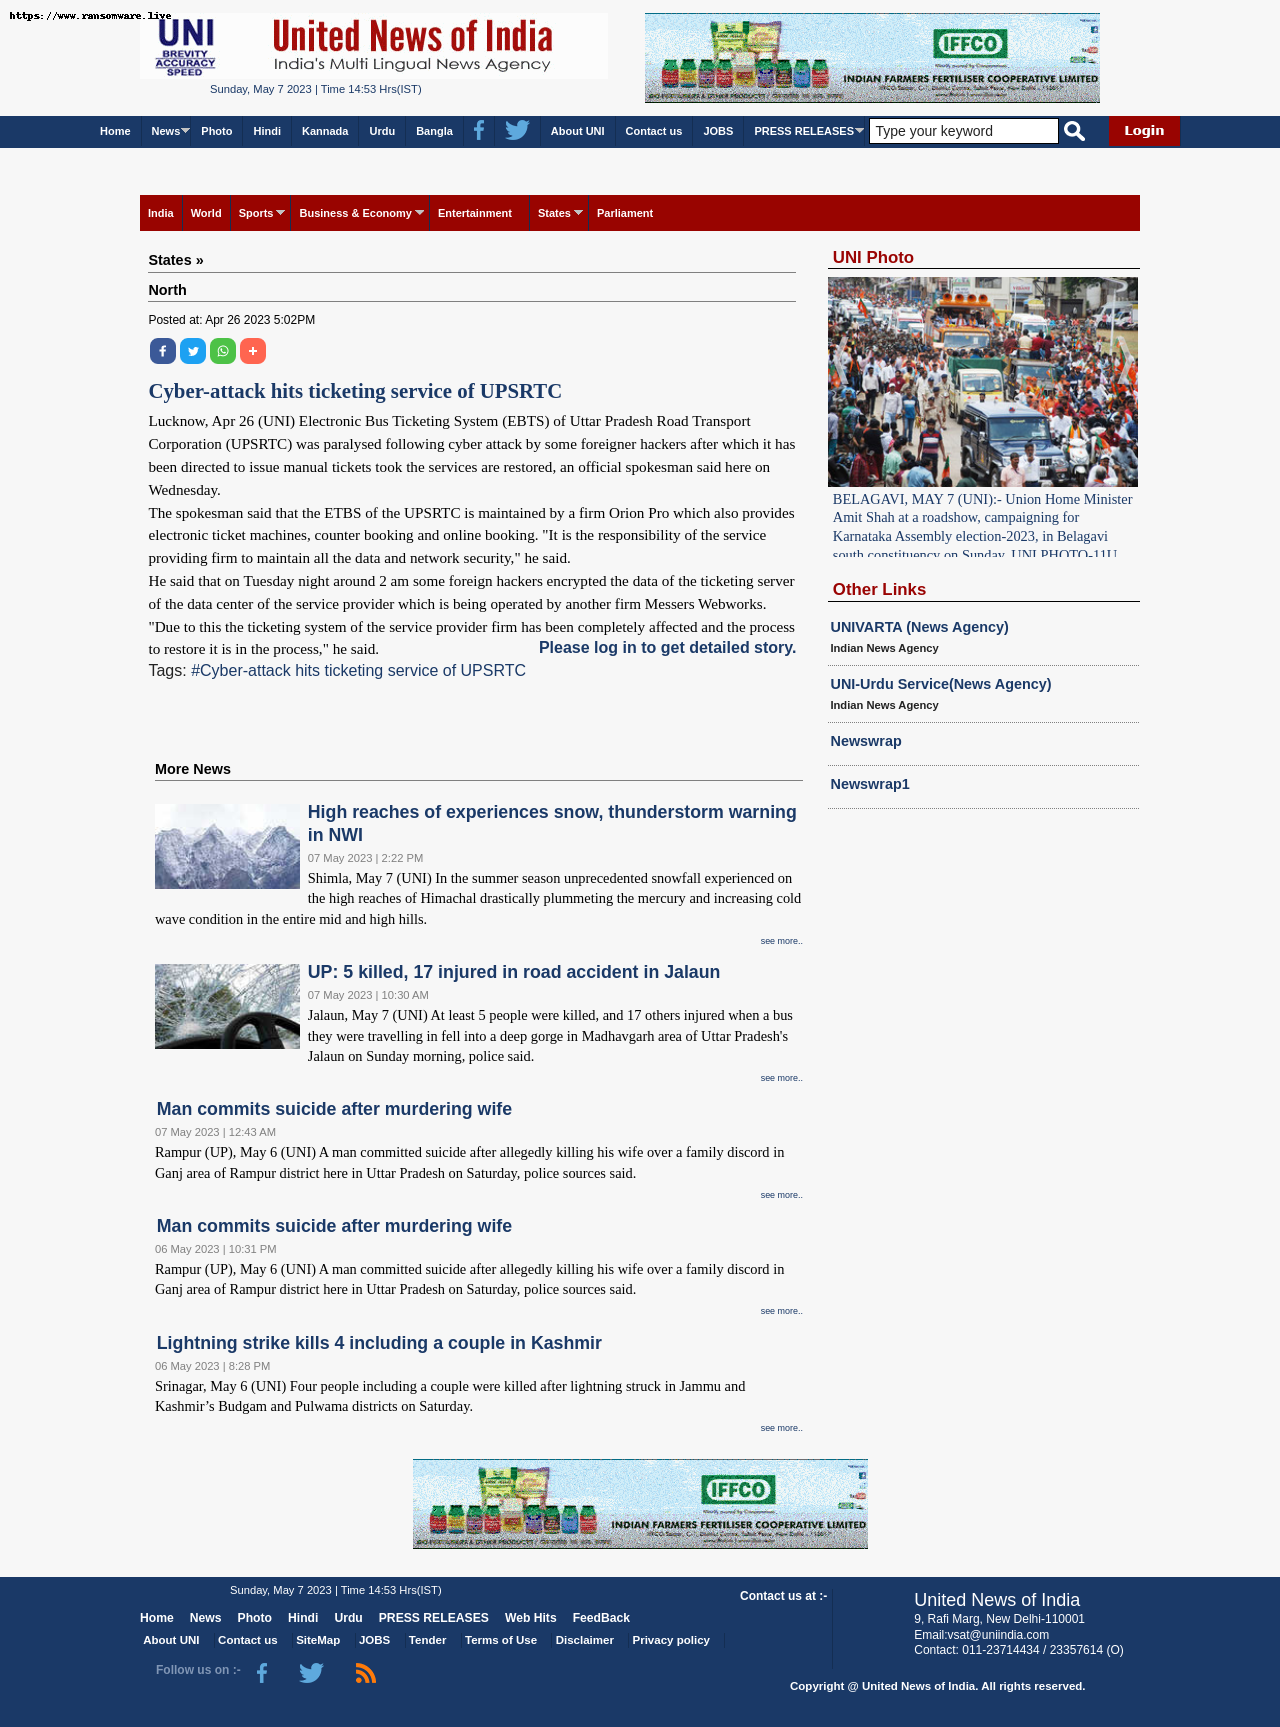 https://www.ransomware.live
UNI
BREVITY
ACCURACY
SPEED
United News of India
India's Multi Lingual News Agency
Sunday, May 7 2023 | Time 14:53 Hrs(IST)
IFFCO
INDIAN FARMERS FERTILISER COOPERATIVE LIMITED
Home News Photo Hindi Kannada Urdu Bangla About UNI Contact us JOBS PRESS RELEASES Type your keyword Login
India World Sports Business & Economy Entertainment States Parliament
States »
North
Posted at: Apr 26 2023 5:02PM
Cyber-attack hits ticketing service of UPSRTC
Lucknow, Apr 26 (UNI) Electronic Bus Ticketing System (EBTS) of Uttar Pradesh Road Transport
Corporation (UPSRTC) was paralysed following cyber attack by some foreigner hackers after which it has
been directed to issue manual tickets took the services are restored, an official spokesman said here on
Wednesday.
The spokesman said that the ETBS of the UPSRTC is maintained by a firm Orion Pro which also provides
electronic ticket machines, counter booking and online booking. "It is the responsibility of the service
providing firm to maintain all the data and network security," he said.
He said that on Tuesday night around 2 am some foreign hackers encrypted the data of the ticketing server
of the data center of the service provider which is being operated by another firm Messers Webworks.
"Due to this the ticketing system of the service provider firm has been completely affected and the process
to restore it is in the process," he said.
Please log in to get detailed story.
Tags: #Cyber-attack hits ticketing service of UPSRTC
More News
High reaches of experiences snow, thunderstorm warning
in NWI
07 May 2023 | 2:22 PM
Shimla, May 7 (UNI) In the summer season unprecedented snowfall experienced on
the high reaches of Himachal drastically plummeting the mercury and increasing cold
wave condition in the entire mid and high hills.
see more..
UP: 5 killed, 17 injured in road accident in Jalaun
07 May 2023 | 10:30 AM
Jalaun, May 7 (UNI) At least 5 people were killed, and 17 others injured when a bus
they were travelling in fell into a deep gorge in Madhavgarh area of Uttar Pradesh's
Jalaun on Sunday morning, police said.
see more..
Man commits suicide after murdering wife
07 May 2023 | 12:43 AM
Rampur (UP), May 6 (UNI) A man committed suicide after allegedly killing his wife over a family discord in
Ganj area of Rampur district here in Uttar Pradesh on Saturday, police sources said.
see more..
Man commits suicide after murdering wife
06 May 2023 | 10:31 PM
Rampur (UP), May 6 (UNI) A man committed suicide after allegedly killing his wife over a family discord in
Ganj area of Rampur district here in Uttar Pradesh on Saturday, police sources said.
see more..
Lightning strike kills 4 including a couple in Kashmir
06 May 2023 | 8:28 PM
Srinagar, May 6 (UNI) Four people including a couple were killed after lightning struck in Jammu and
Kashmir’s Budgam and Pulwama districts on Saturday.
see more..
UNI Photo
BELAGAVI, MAY 7 (UNI):- Union Home Minister
Amit Shah at a roadshow, campaigning for
Karnataka Assembly election-2023, in Belagavi
south constituency on Sunday. UNI PHOTO-11U
Other Links
UNIVARTA (News Agency)
Indian News Agency
UNI-Urdu Service(News Agency)
Indian News Agency
Newswrap
Newswrap1
IFFCO
INDIAN FARMERS FERTILISER COOPERATIVE LIMITED
Sunday, May 7 2023 | Time 14:53 Hrs(IST)
Home News Photo Hindi Urdu PRESS RELEASES Web Hits FeedBack
About UNI Contact us SiteMap JOBS Tender Terms of Use Disclaimer Privacy policy
Follow us on :-
Contact us at :-
United News of India
9, Rafi Marg, New Delhi-110001
Email:vsat@uniindia.com
Contact: 011-23714434 / 23357614 (O)
Copyright @ United News of India. All rights reserved.